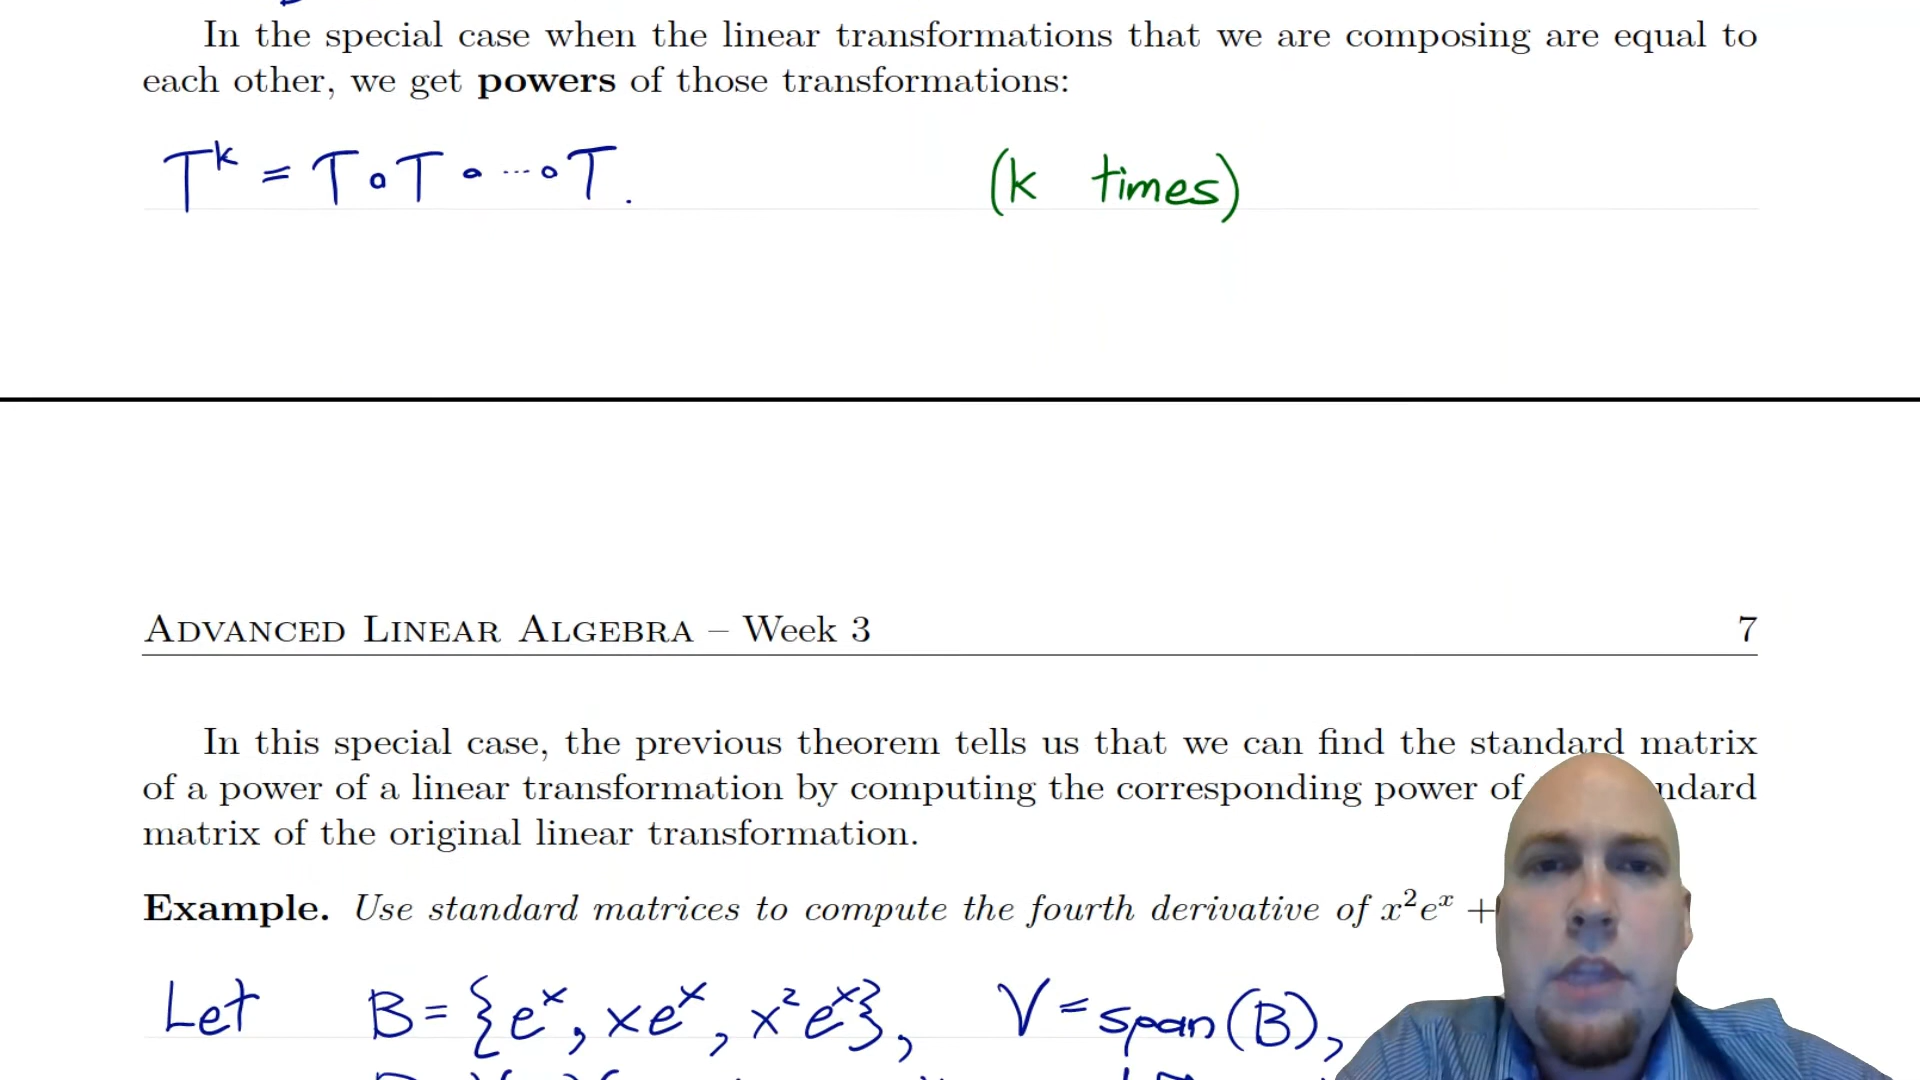 In the special case when the linear transformations that we are composing are equal to
each other, we get powers of those transformations:
T^k = T∘T∘···∘T. (k times)
ADVANCED LINEAR ALGEBRA – Week 3 7
In this special case, the previous theorem tells us that we can find the standard matrix
of a power of a linear transformation by computing the corresponding power of
matrix of the original linear transformation.
Example. Use standard matrices to compute the fourth derivative of x²eˣ +
Let B = {eˣ, xeˣ, x²eˣ}, V = span(B),